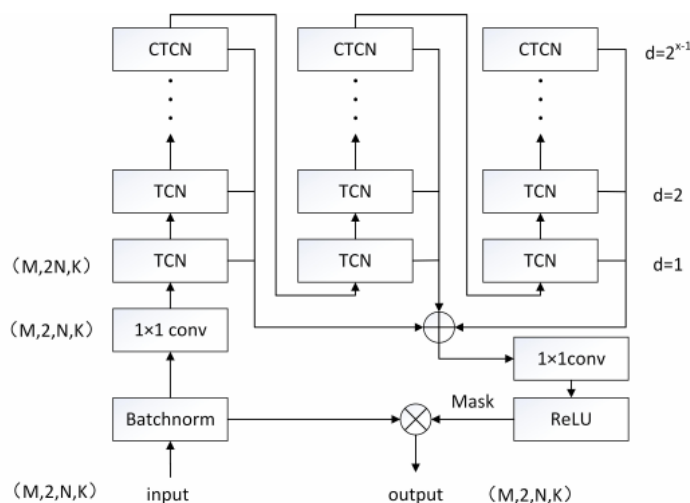 CTCN CTCN CTCN d=2^{x-1}
TCN TCN TCN d=2
（M,2N,K） TCN TCN TCN d=1
（M,2,N,K） 1×1 conv
1×1conv
Batchnorm Mask ReLU
（M,2,N,K） input output （M,2,N,K）